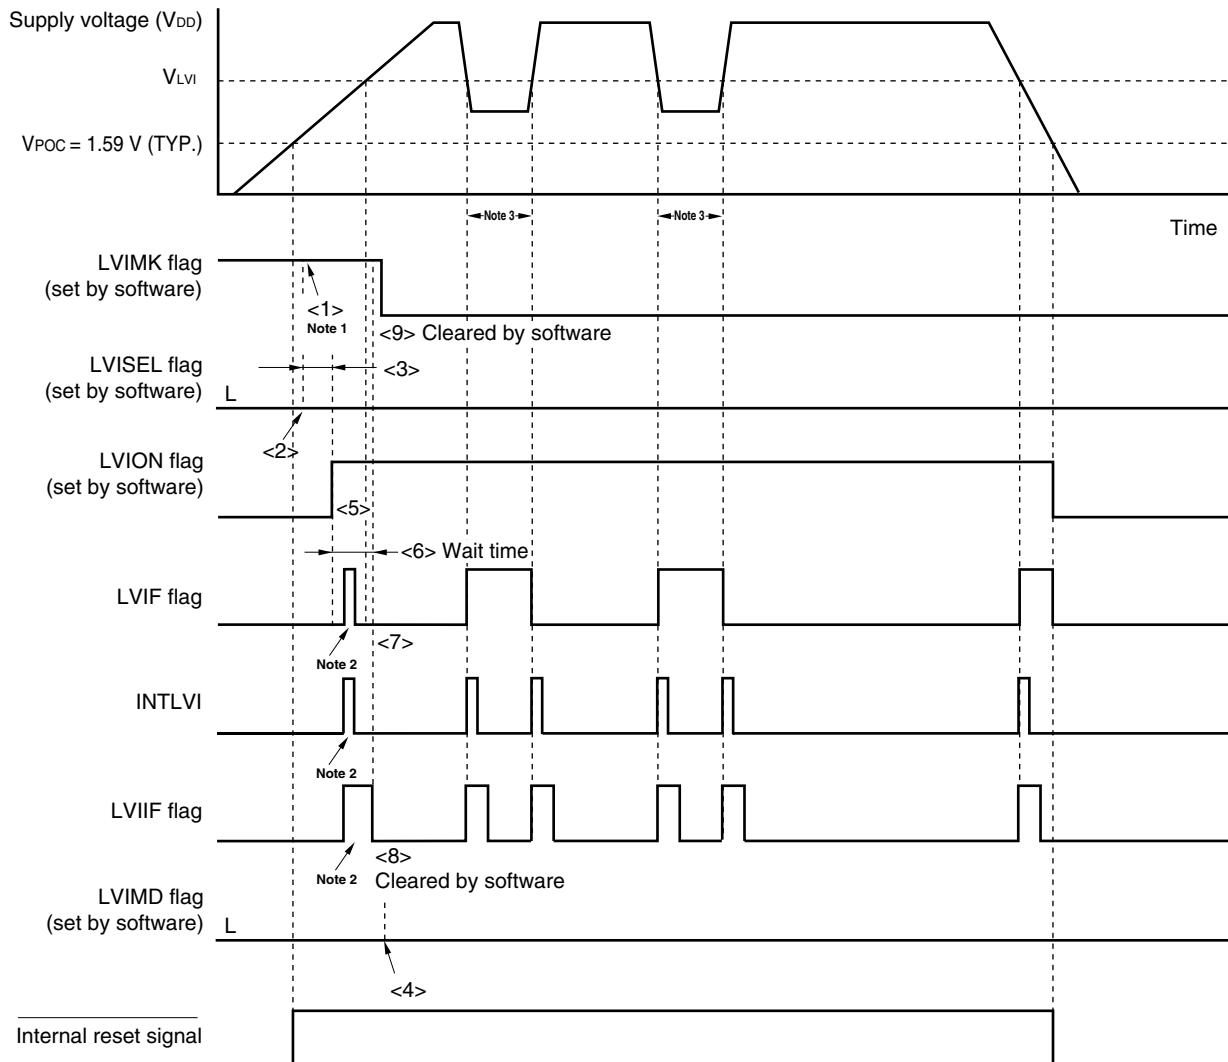 Supply voltage (VDD)
VLVI
VPOC = 1.59 V (TYP.)
Note 3
Note 3
Time
LVIMK flag
(set by software)
<1>
Note 1
<9> Cleared by software
LVISEL flag
(set by software)
L
<3>
<2>
LVION flag
(set by software)
<5>
<6> Wait time
LVIF flag
<7>
Note 2
INTLVI
Note 2
LVIIF flag
<8>
Note 2
Cleared by software
LVIMD flag
(set by software)
L
<4>
Internal reset signal